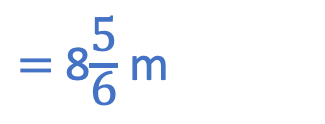 = 8 5/6 m